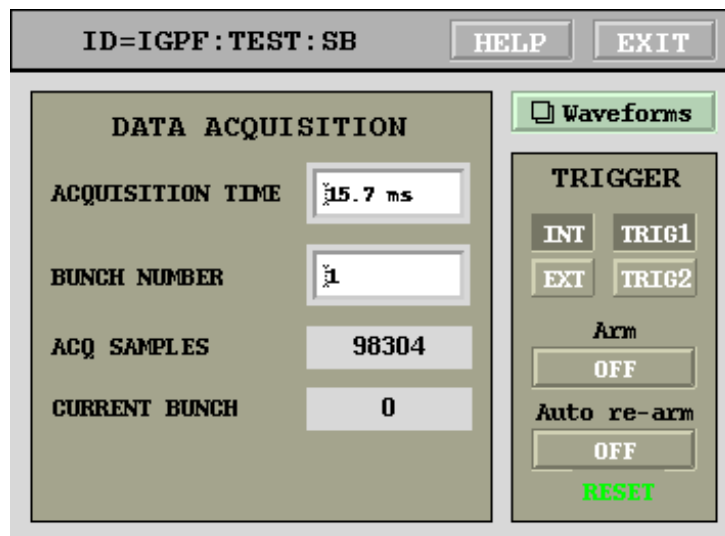 ID=IGPF:TEST:SB HELP EXIT
DATA ACQUISITION
ACQUISITION TIME 15.7 ms
BUNCH NUMBER 1
ACQ SAMPLES 98304
CURRENT BUNCH 0
Waveforms
TRIGGER
INT TRIG1
EXT TRIG2
Arm
OFF
Auto re-arm
OFF
RESET